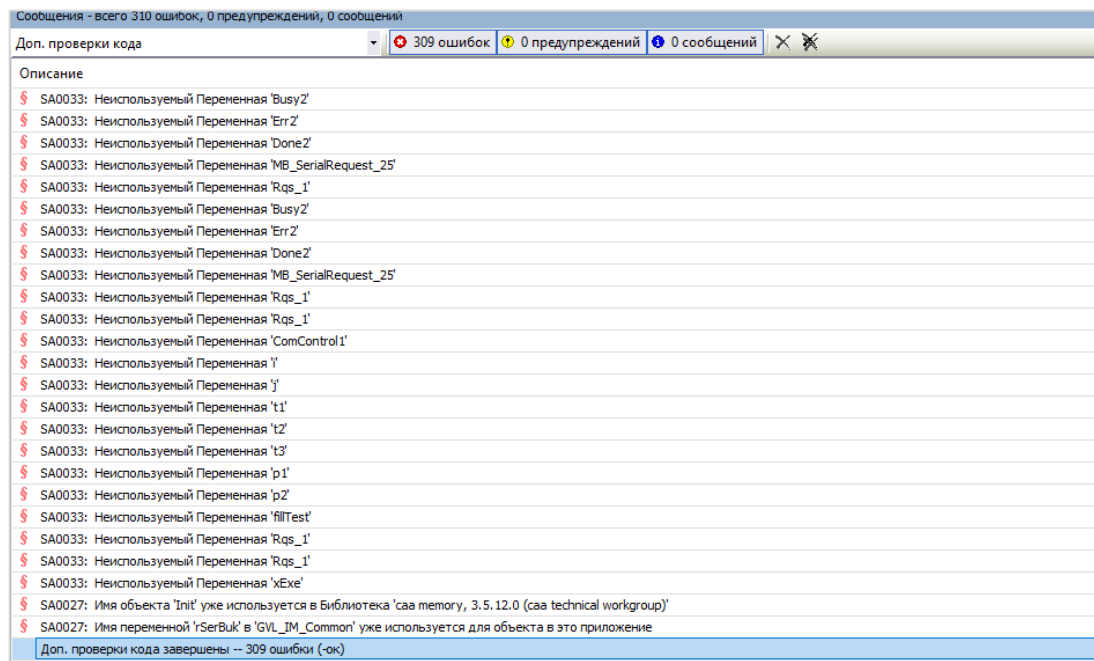 Сообщения - всего 310 ошибок, 0 предупреждений, 0 сообщений
Доп. проверки кода 309 ошибок 0 предупреждений 0 сообщений
Описание
§ SA0033: Неиспользуемый Переменная 'Busy2'
§ SA0033: Неиспользуемый Переменная 'Err2'
§ SA0033: Неиспользуемый Переменная 'Done2'
§ SA0033: Неиспользуемый Переменная 'MB_SerialRequest_25'
§ SA0033: Неиспользуемый Переменная 'Rqs_1'
§ SA0033: Неиспользуемый Переменная 'Busy2'
§ SA0033: Неиспользуемый Переменная 'Err2'
§ SA0033: Неиспользуемый Переменная 'Done2'
§ SA0033: Неиспользуемый Переменная 'MB_SerialRequest_25'
§ SA0033: Неиспользуемый Переменная 'Rqs_1'
§ SA0033: Неиспользуемый Переменная 'Rqs_1'
§ SA0033: Неиспользуемый Переменная 'ComControl1'
§ SA0033: Неиспользуемый Переменная 'i'
§ SA0033: Неиспользуемый Переменная 'j'
§ SA0033: Неиспользуемый Переменная 't1'
§ SA0033: Неиспользуемый Переменная 't2'
§ SA0033: Неиспользуемый Переменная 't3'
§ SA0033: Неиспользуемый Переменная 'p1'
§ SA0033: Неиспользуемый Переменная 'p2'
§ SA0033: Неиспользуемый Переменная 'fillTest'
§ SA0033: Неиспользуемый Переменная 'Rqs_1'
§ SA0033: Неиспользуемый Переменная 'Rqs_1'
§ SA0033: Неиспользуемый Переменная 'xExe'
§ SA0027: Имя объекта 'Init' уже используется в Библиотека 'caa memory, 3.5.12.0 (caa technical workgroup)'
§ SA0027: Имя переменной 'rSerBuk' в 'GVL_IM_Common' уже используется для объекта в это приложение
Доп. проверки кода завершены -- 309 ошибки (-ок)